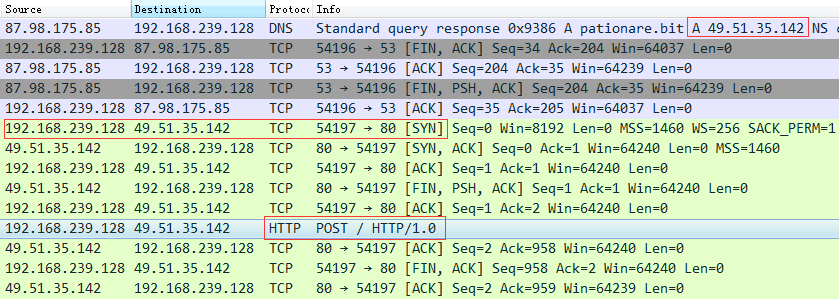 Source Destination Protoco Info
87.98.175.85 192.168.239.128 DNS Standard query response 0x9386 A pationare.bit A 49.51.35.142 NS
192.168.239.128 87.98.175.85 TCP 54196 → 53 [FIN, ACK] Seq=34 Ack=204 Win=64037 Len=0
87.98.175.85 192.168.239.128 TCP 53 → 54196 [ACK] Seq=204 Ack=35 Win=64239 Len=0
87.98.175.85 192.168.239.128 TCP 53 → 54196 [FIN, PSH, ACK] Seq=204 Ack=35 Win=64239 Len=0
192.168.239.128 87.98.175.85 TCP 54196 → 53 [ACK] Seq=35 Ack=205 Win=64037 Len=0
192.168.239.128 49.51.35.142 TCP 54197 → 80 [SYN] Seq=0 Win=8192 Len=0 MSS=1460 WS=256 SACK_PERM=1
49.51.35.142 192.168.239.128 TCP 80 → 54197 [SYN, ACK] Seq=0 Ack=1 Win=64240 Len=0 MSS=1460
192.168.239.128 49.51.35.142 TCP 54197 → 80 [ACK] Seq=1 Ack=1 Win=64240 Len=0
49.51.35.142 192.168.239.128 TCP 80 → 54197 [FIN, PSH, ACK] Seq=1 Ack=1 Win=64240 Len=0
192.168.239.128 49.51.35.142 TCP 54197 → 80 [ACK] Seq=1 Ack=2 Win=64240 Len=0
192.168.239.128 49.51.35.142 HTTP POST / HTTP/1.0
49.51.35.142 192.168.239.128 TCP 80 → 54197 [ACK] Seq=2 Ack=958 Win=64240 Len=0
192.168.239.128 49.51.35.142 TCP 54197 → 80 [FIN, ACK] Seq=958 Ack=2 Win=64240 Len=0
49.51.35.142 192.168.239.128 TCP 80 → 54197 [ACK] Seq=2 Ack=959 Win=64239 Len=0